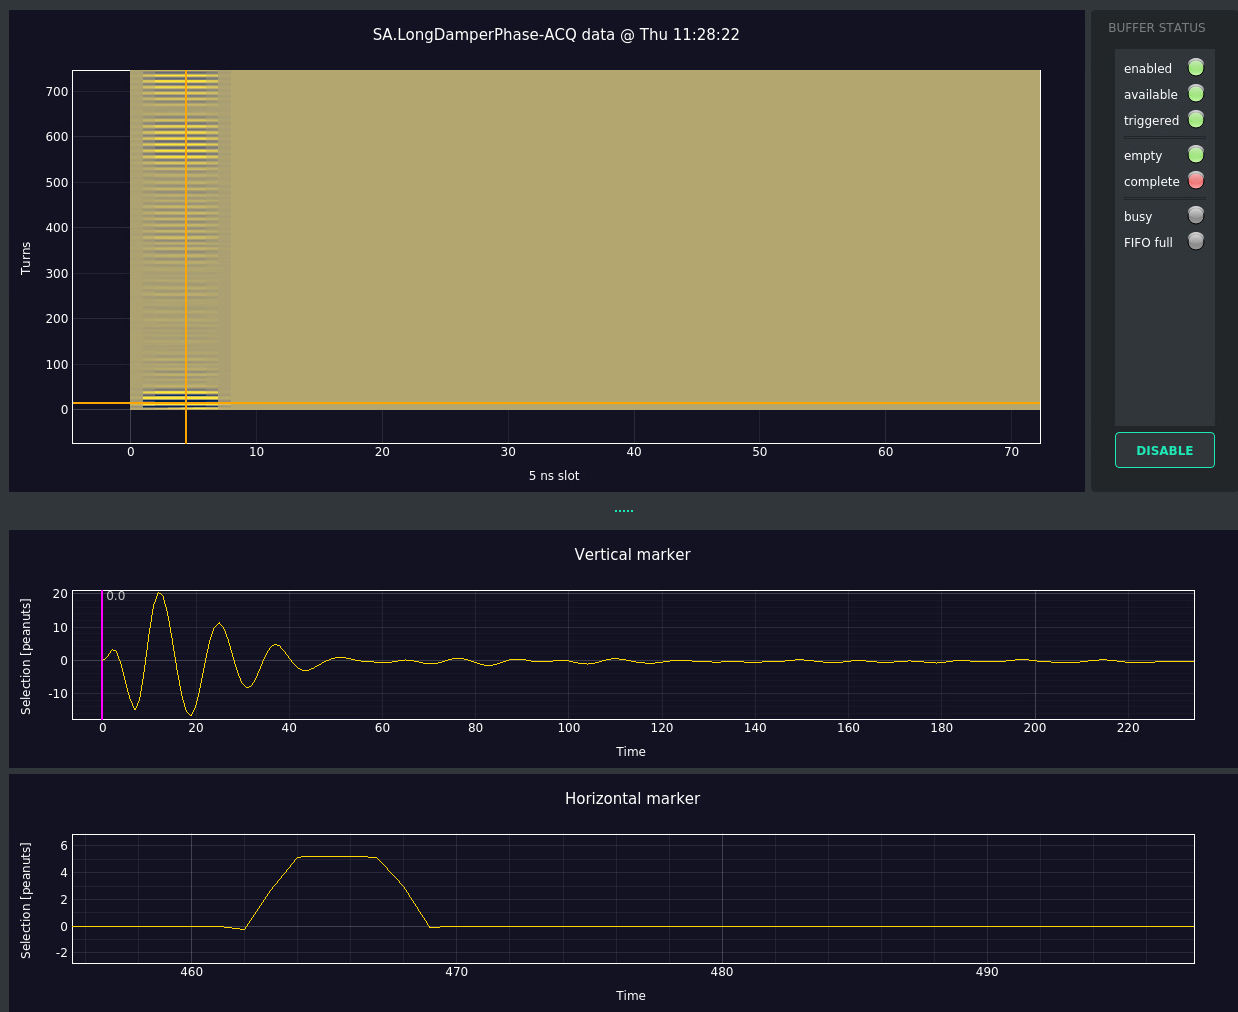 SA.LongDamperPhase-ACQ data @ Thu 11:28:22
700
600
500
400
300
200
100
0
Turns
0 10 20 30 40 50 60 70
5 ns slot
BUFFER STATUS
enabled
available
triggered
empty
complete
busy
FIFO full
DISABLE
Vertical marker
20
10
0
-10
Selection [peanuts]
0.0
0 20 40 60 80 100 120 140 160 180 200 220
Time
Horizontal marker
6
4
2
0
-2
Selection [peanuts]
460 470 480 490
Time